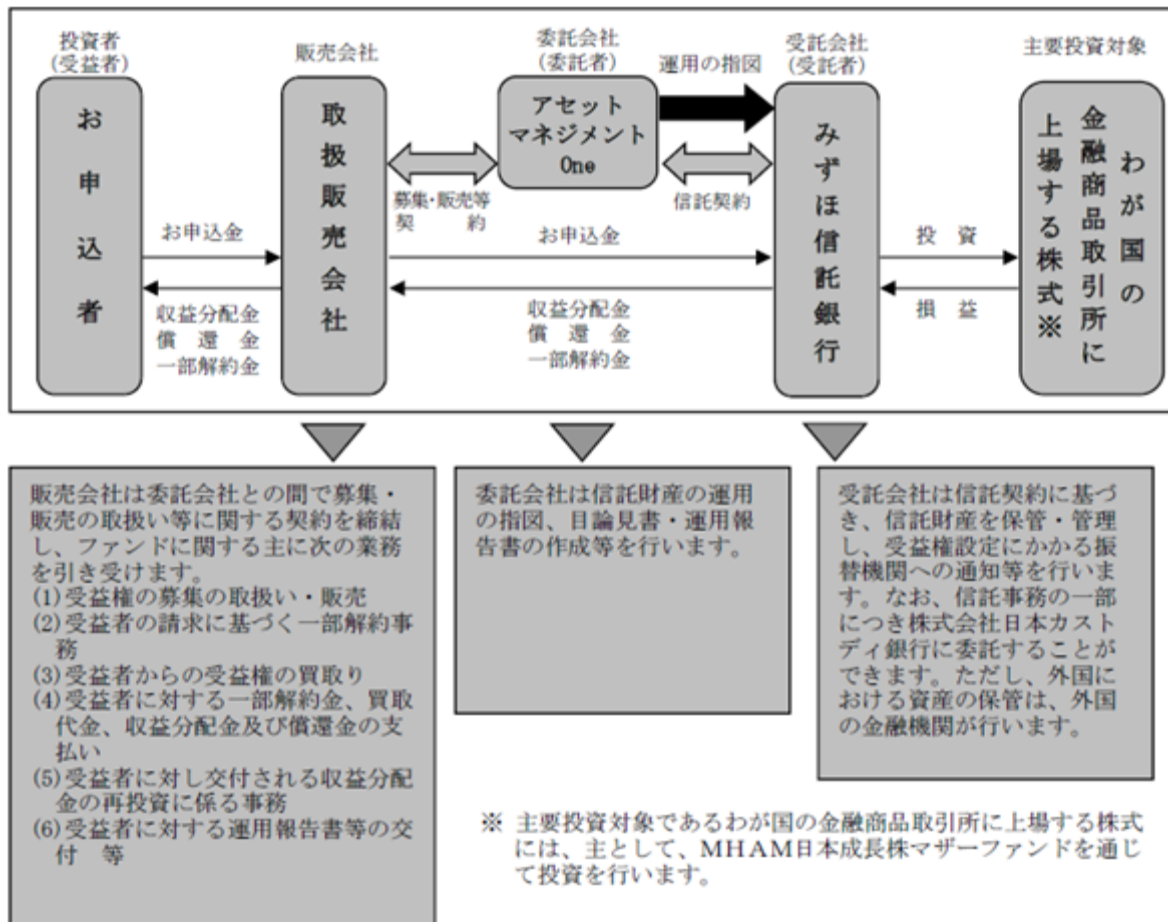 投資者
(受益者)
お申込者
販売会社
取扱販売会社
委託会社
(委託者)
アセット
マネジメント
One
運用の指図
受託会社
(受託者)
みずほ信託銀行
主要投資対象
わが国の
金融商品取引所に
上場する株式※
募集・販売等
契約
信託契約
お申込金
収益分配金
償還金
一部解約金
お申込金
収益分配金
償還金
一部解約金
投資
損益
販売会社は委託会社との間で募集・
販売の取扱い等に関する契約を締結
し、ファンドに関する主に次の業務
を引き受けます。
(1)受益権の募集の取扱い・販売
(2)受益者の請求に基づく一部解約事
務
(3)受益者からの受益権の買取り
(4)受益者に対する一部解約金、買取
代金、収益分配金及び償還金の支
払い
(5)受益者に対し交付される収益分配
金の再投資に係る事務
(6)受益者に対する運用報告書等の交
付 等
委託会社は信託財産の運用
の指図、目論見書・運用報
告書の作成等を行います。
受託会社は信託契約に基づ
き、信託財産を保管・管理
し、受益権設定にかかる振
替機関への通知等を行いま
す。なお、信託事務の一部
につき株式会社日本カスト
ディ銀行に委託することが
できます。ただし、外国に
おける資産の保管は、外国
の金融機関が行います。
※ 主要投資対象であるわが国の金融商品取引所に上場する株式
には、主として、MHAM日本成長株マザーファンドを通じ
て投資を行います。